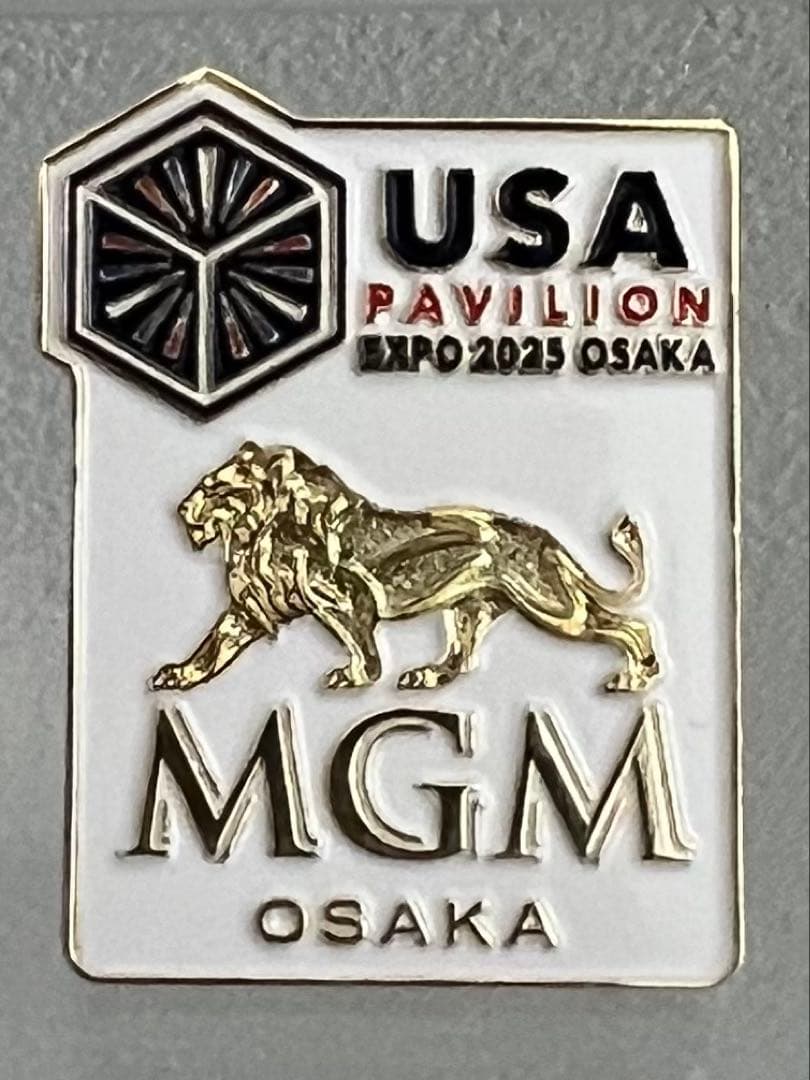 USA
PAVILION
EXPO 2025 OSAKA
MGM
OSAKA